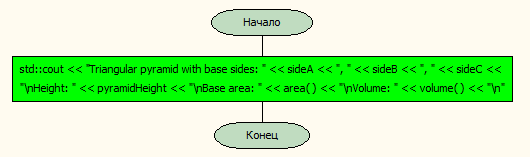 Начало
std::cout << "Triangular pyramid with base sides: " << sideA << ", " << sideB << ", " << sideC <<
"\nHeight: " << pyramidHeight << "\nBase area: " << area() << "\nVolume: " << volume() << "\n"
Конец